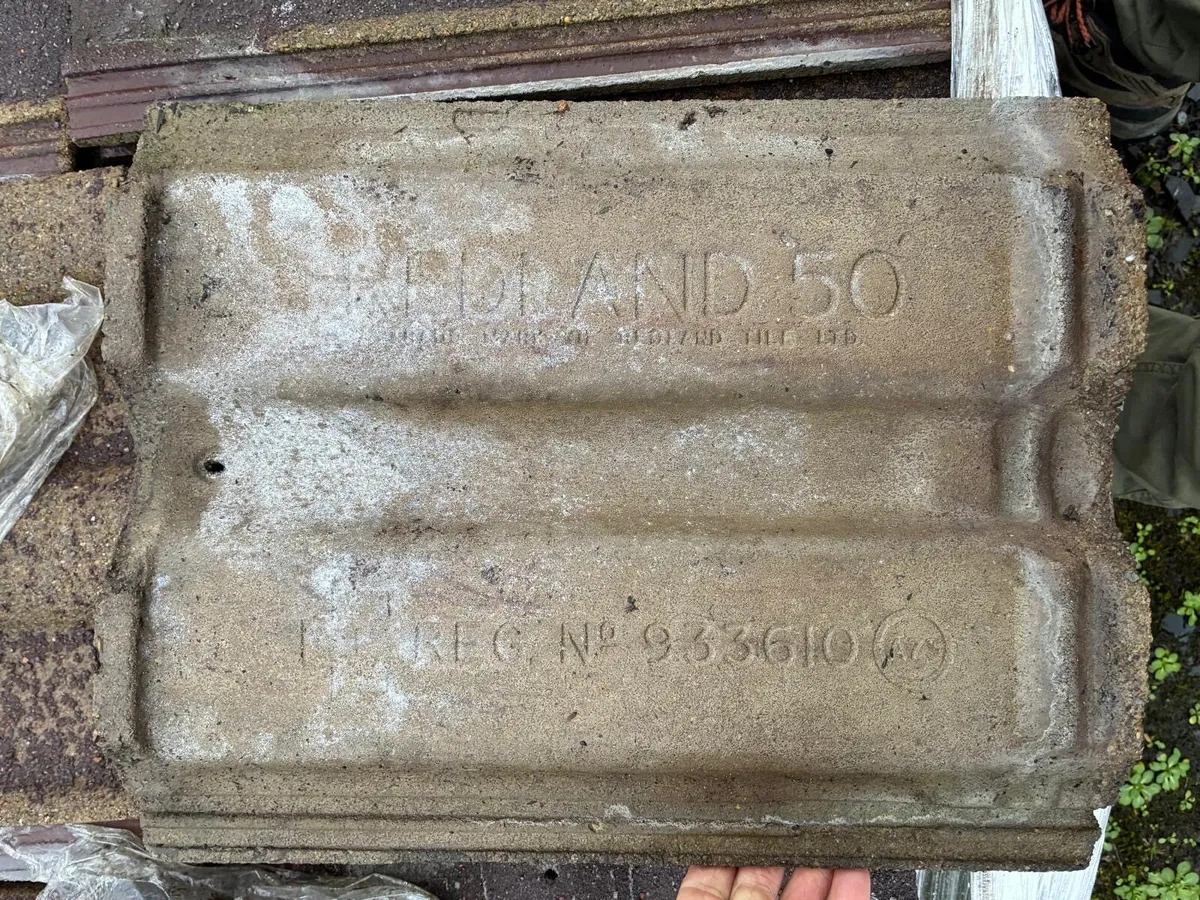 REDLAND 50
TRADE MARK OF REDLAND TILE LTD
REG. Nº 933610